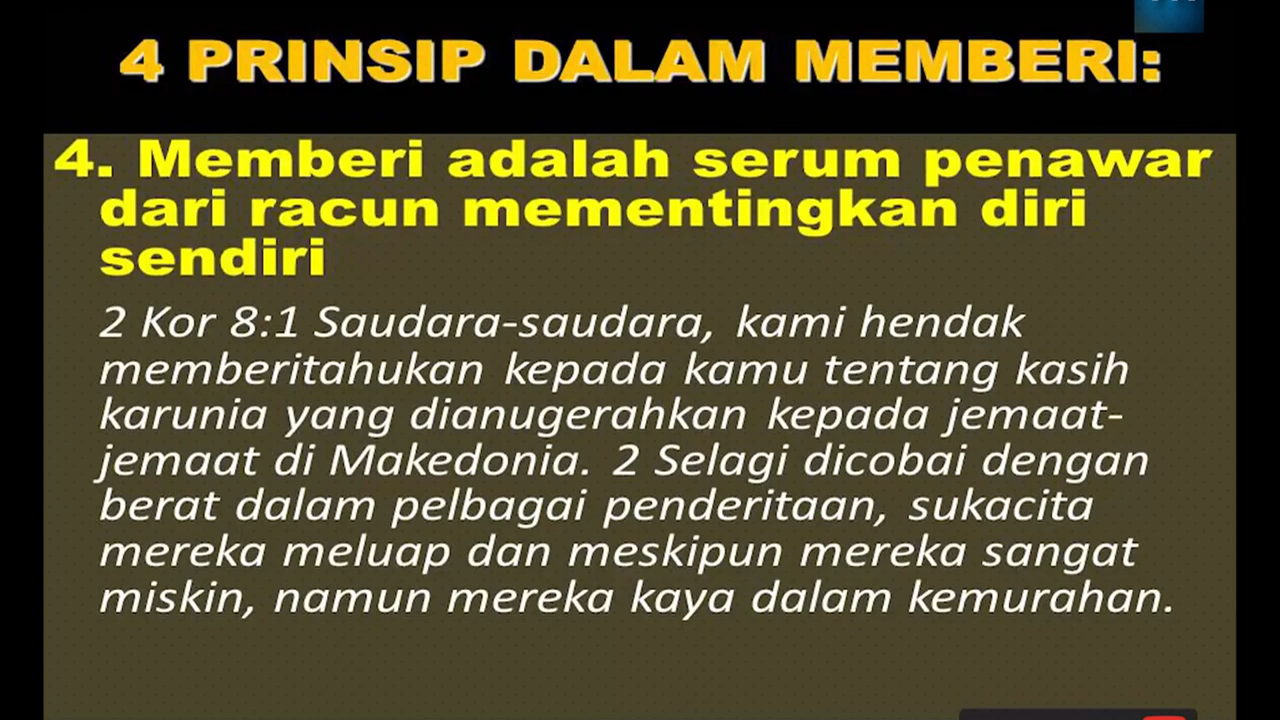 4 PRINSIP DALAM MEMBERI:
4. Memberi adalah serum penawar
dari racun mementingkan diri
sendiri
2 Kor 8:1 Saudara-saudara, kami hendak
memberitahukan kepada kamu tentang kasih
karunia yang dianugerahkan kepada jemaat-
jemaat di Makedonia. 2 Selagi dicobai dengan
berat dalam pelbagai penderitaan, sukacita
mereka meluap dan meskipun mereka sangat
miskin, namun mereka kaya dalam kemurahan.